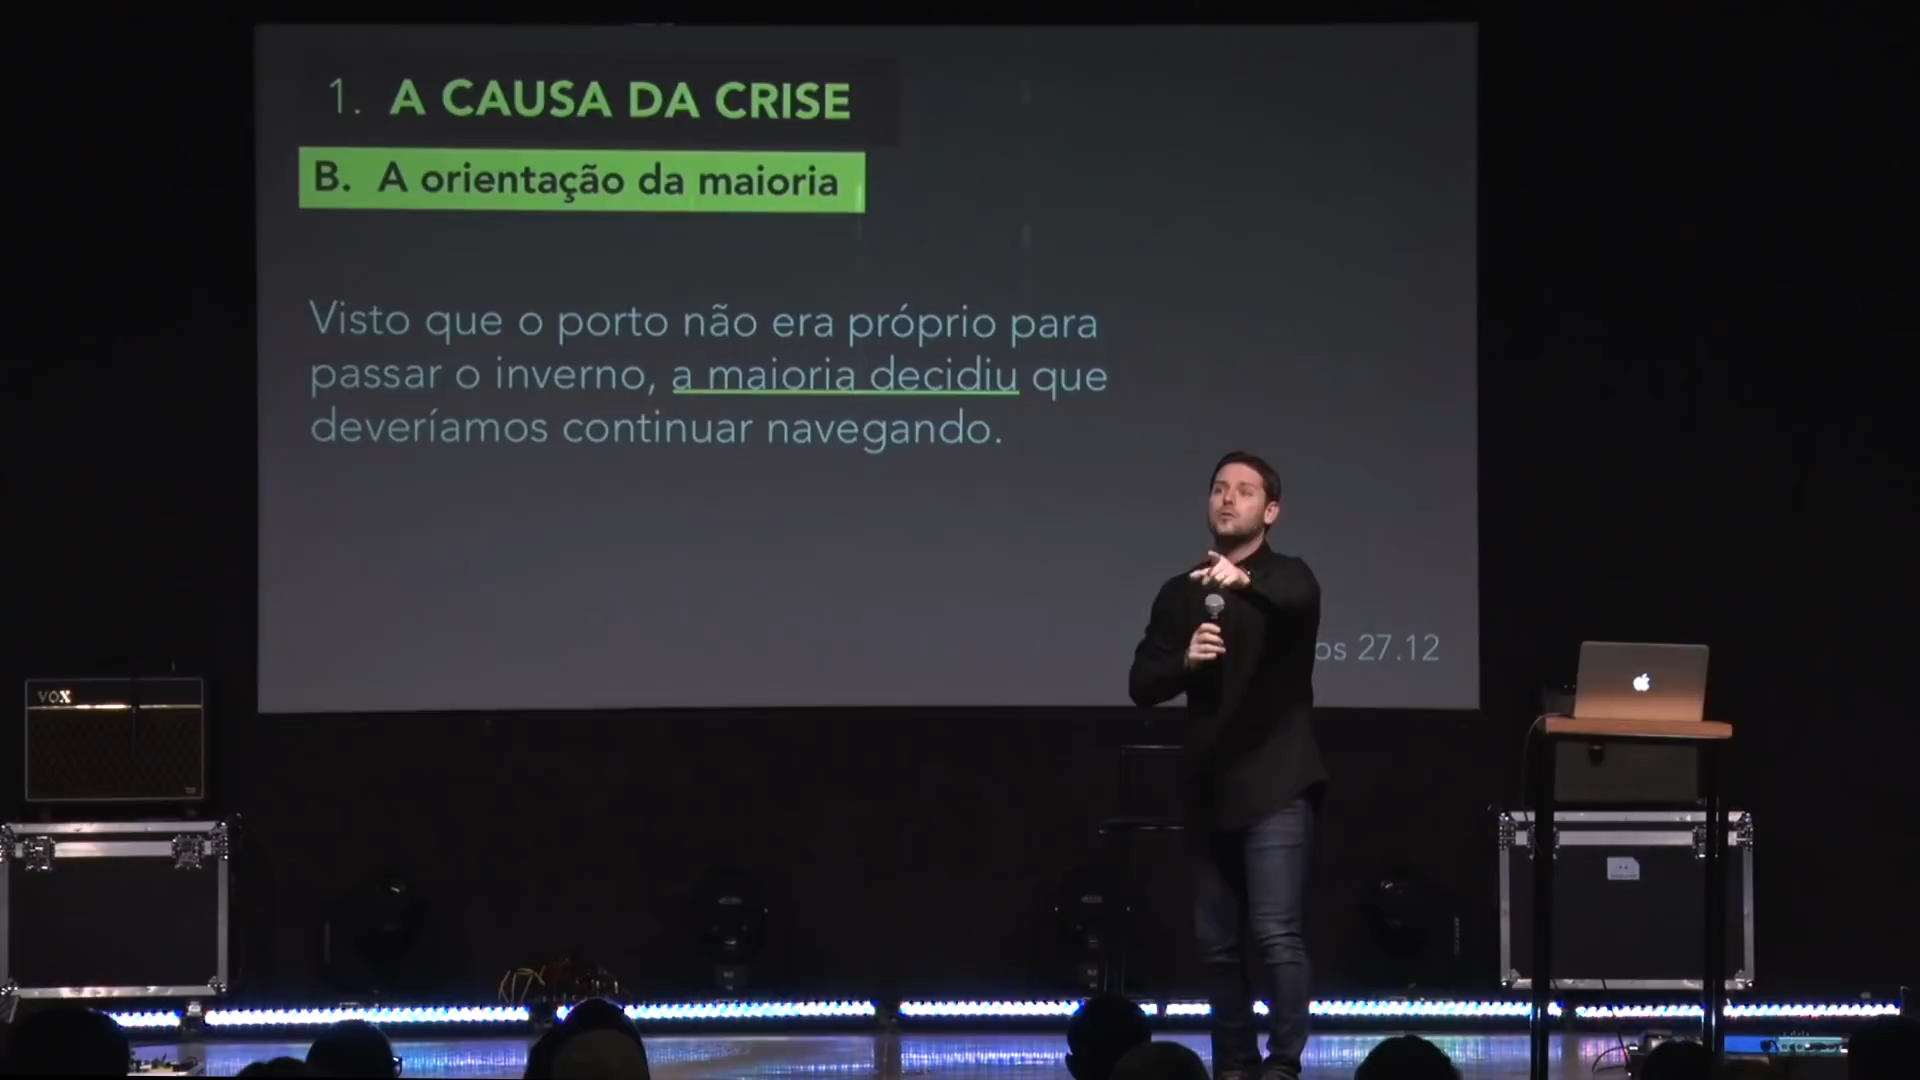 1. A CAUSA DA CRISE
B. A orientação da maioria
Visto que o porto não era próprio para
passar o inverno, a maioria decidiu que
deveríamos continuar navegando.
os 27.12
VOX